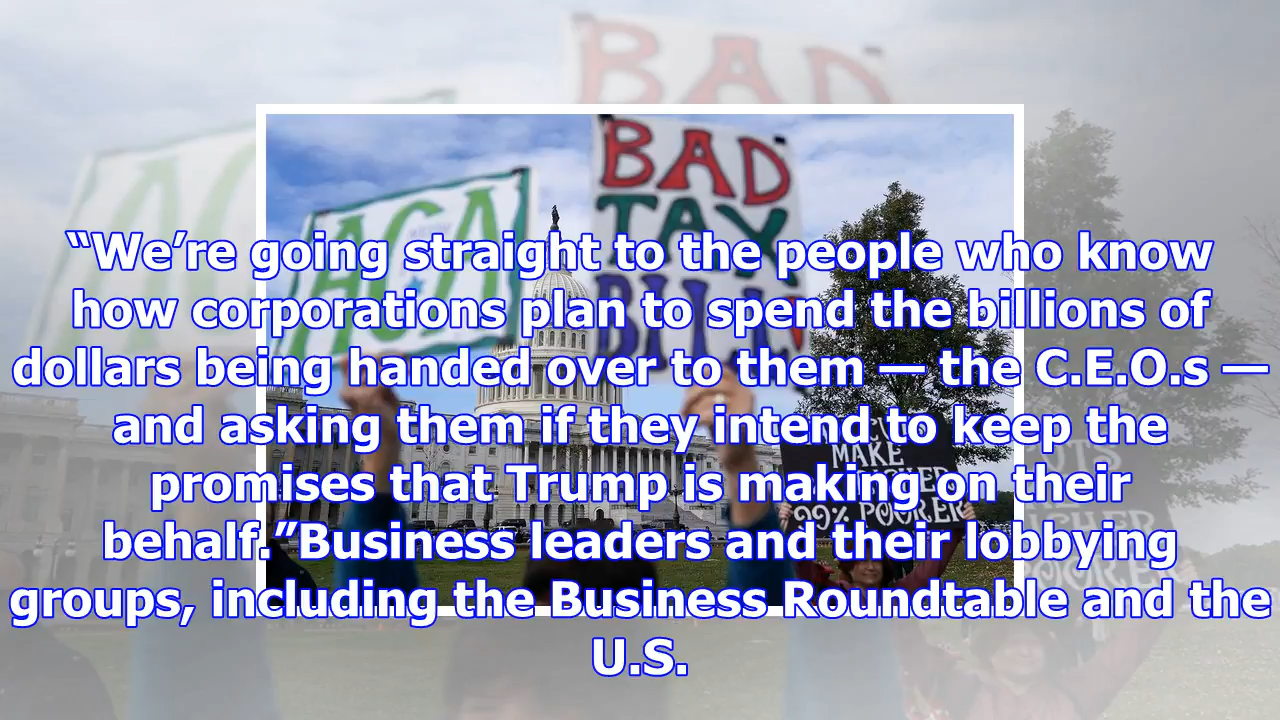 BAD
TAX
BILL
ACA
MAKE
99% POORER
“We’re going straight to the people who know
how corporations plan to spend the billions of
dollars being handed over to them — the C.E.O.s —
and asking them if they intend to keep the
promises that Trump is making on their
behalf.”Business leaders and their lobbying
groups, including the Business Roundtable and the
U.S.